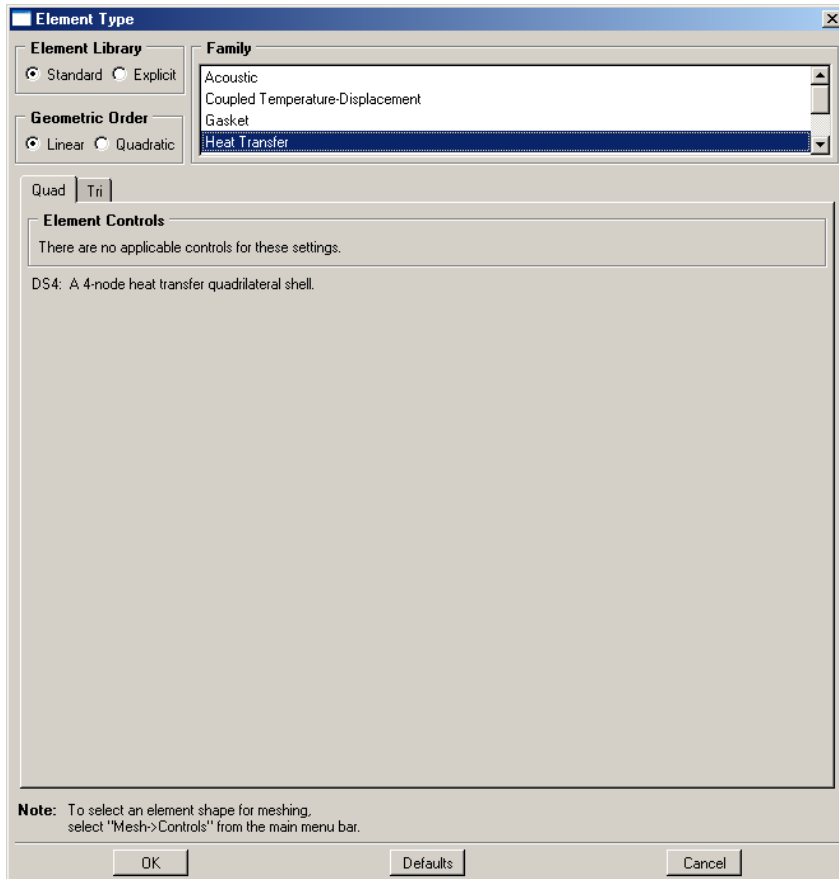 Element Type
Element Library
Standard Explicit
Geometric Order
Linear Quadratic
Family
Acoustic
Coupled Temperature-Displacement
Gasket
Heat Transfer
Quad Tri
Element Controls
There are no applicable controls for these settings.
DS4: A 4-node heat transfer quadrilateral shell.
Note: To select an element shape for meshing,
select "Mesh->Controls" from the main menu bar.
OK Defaults Cancel